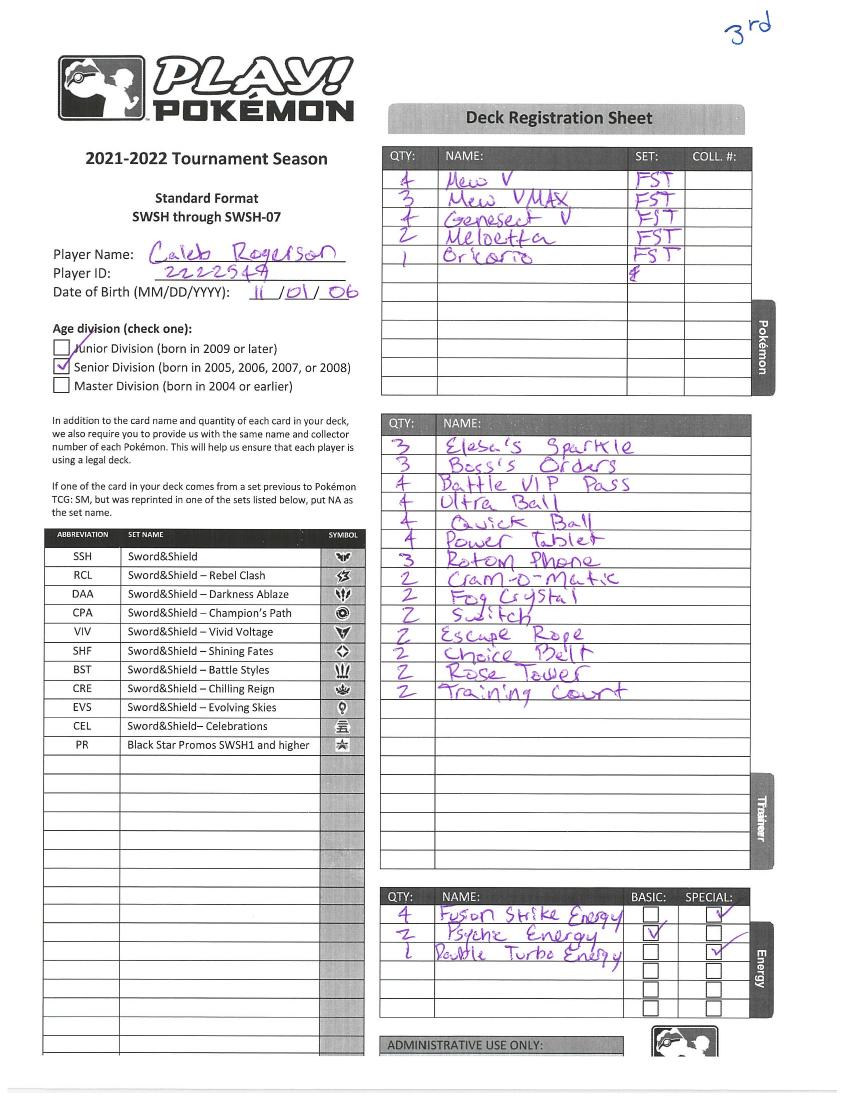 3rd
PLAY!
POKÉMON
2021-2022 Tournament Season
Standard Format
SWSH through SWSH-07
Player Name: Caleb Rogerson
Player ID: 2222549
Date of Birth (MM/DD/YYYY): 11 / 01 / 06
Age division (check one):
Junior Division (born in 2009 or later)
Senior Division (born in 2005, 2006, 2007, or 2008)
Master Division (born in 2004 or earlier)
In addition to the card name and quantity of each card in your deck,
we also require you to provide us with the same name and collector
number of each Pokémon. This will help us ensure that each player is
using a legal deck.
If one of the card in your deck comes from a set previous to Pokémon
TCG: SM, but was reprinted in one of the sets listed below, put NA as
the set name.
ABBREVIATION SET NAME SYMBOL
SSH Sword&Shield
RCL Sword&Shield – Rebel Clash
DAA Sword&Shield – Darkness Ablaze
CPA Sword&Shield – Champion's Path
VIV Sword&Shield – Vivid Voltage
SHF Sword&Shield – Shining Fates
BST Sword&Shield – Battle Styles
CRE Sword&Shield – Chilling Reign
EVS Sword&Shield – Evolving Skies
CEL Sword&Shield– Celebrations
PR Black Star Promos SWSH1 and higher
Deck Registration Sheet
QTY: NAME: SET: COLL. #:
4 Mew V FST
3 Mew VMAX FST
4 Genesect V FST
2 Meloetta FST
1 Oricorio FST
Pokémon
QTY: NAME:
3 Elesa's Sparkle
3 Boss's Orders
4 Battle VIP Pass
4 Ultra Ball
4 Quick Ball
4 Power Tablet
3 Rotom Phone
2 Cram-o-matic
2 Fog Crystal
2 Switch
2 Escape Rope
2 Choice Belt
2 Rose Tower
2 Training Court
Trainer
QTY: NAME: BASIC: SPECIAL:
4 Fuson Strike Energy
2 Psychic Energy
1 Double Turbo Energy
Energy
ADMINISTRATIVE USE ONLY: